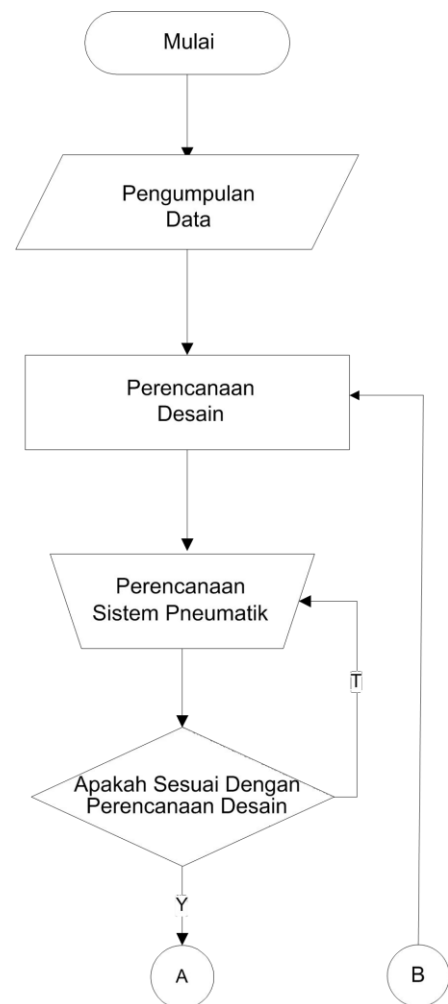 Mulai
Pengumpulan
Data
Perencanaan
Desain
Perencanaan
Sistem Pneumatik
T
Apakah Sesuai Dengan
Perencanaan Desain
Y
A
B